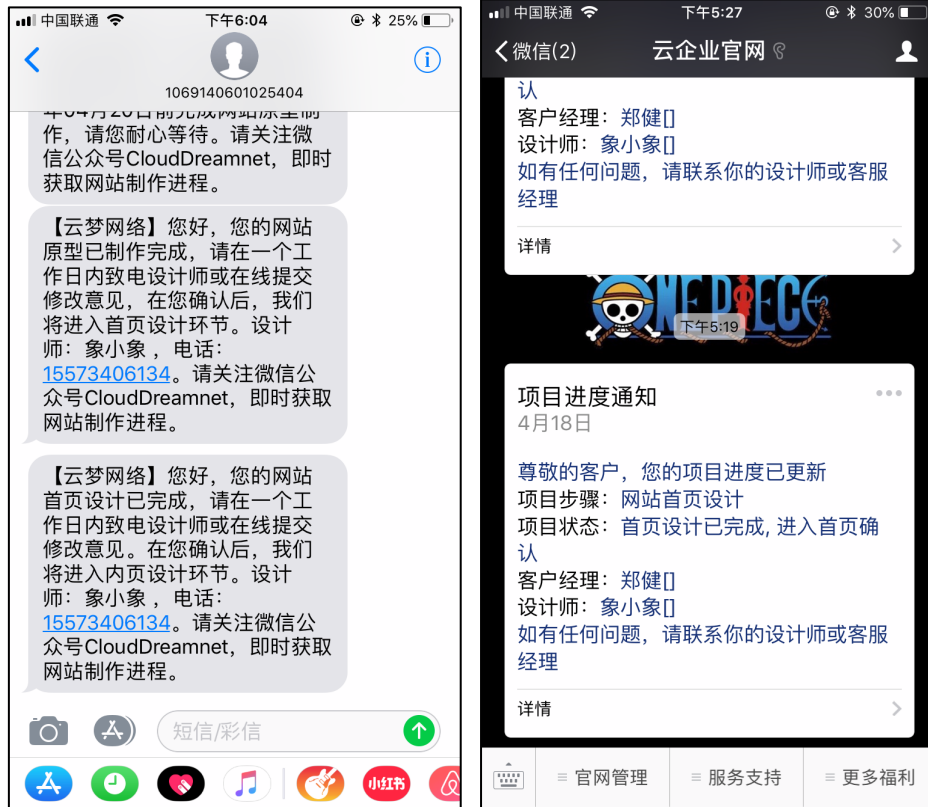 中国联通
下午6:04
25%
1069140601025404
年04月20日前完成网站原型制
作，请您耐心等待。请关注微
信公众号CloudDreamnet，即时
获取网站制作进程。
【云梦网络】您好，您的网站
原型已制作完成，请在一个工
作日内致电设计师或在线提交
修改意见，在您确认后，我们
将进入首页设计环节。设计
师：象小象 ，电话：
15573406134。请关注微信公
众号CloudDreamnet，即时获取
网站制作进程。
【云梦网络】您好，您的网站
首页设计已完成，请在一个工
作日内致电设计师或在线提交
修改意见。在您确认后，我们
将进入内页设计环节。设计
师：象小象 ，电话：
15573406134。请关注微信公
众号CloudDreamnet，即时获取
网站制作进程。
短信/彩信
小红书
中国联通
下午5:27
30%
微信(2)
云企业官网
认
客户经理：郑健[]
设计师：象小象[]
如有任何问题，请联系你的设计师或客服
经理
详情
ONE PIECE
下午5:19
项目进度通知
4月18日
尊敬的客户，您的项目进度已更新
项目步骤：网站首页设计
项目状态：首页设计已完成, 进入首页确
认
客户经理：郑健[]
设计师：象小象[]
如有任何问题，请联系你的设计师或客服
经理
详情
官网管理
服务支持
更多福利